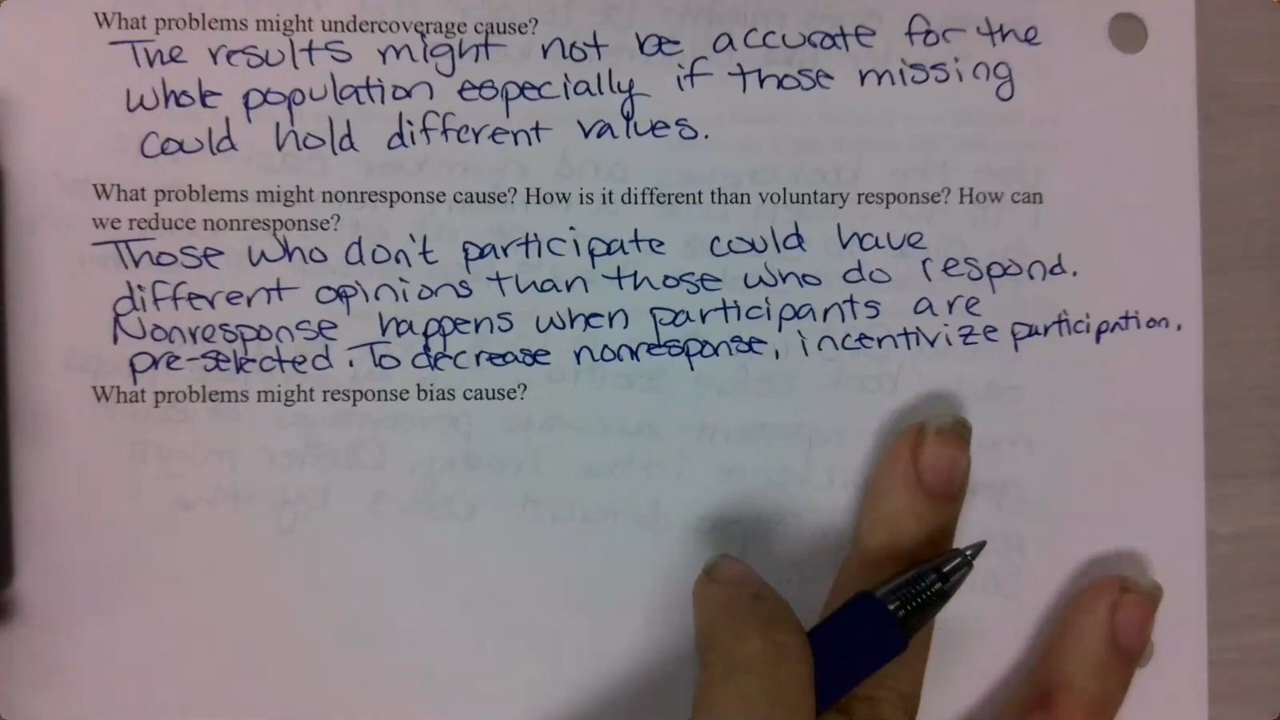 What problems might undercoverage cause?
The results might not be accurate for the
whole population especially if those missing
could hold different values.
What problems might nonresponse cause? How is it different than voluntary response? How can
we reduce nonresponse?
Those who don't participate could have
different opinions than those who do respond.
Nonresponse happens when participants are
pre-selected. To decrease nonresponse, incentivize participation.
What problems might response bias cause?